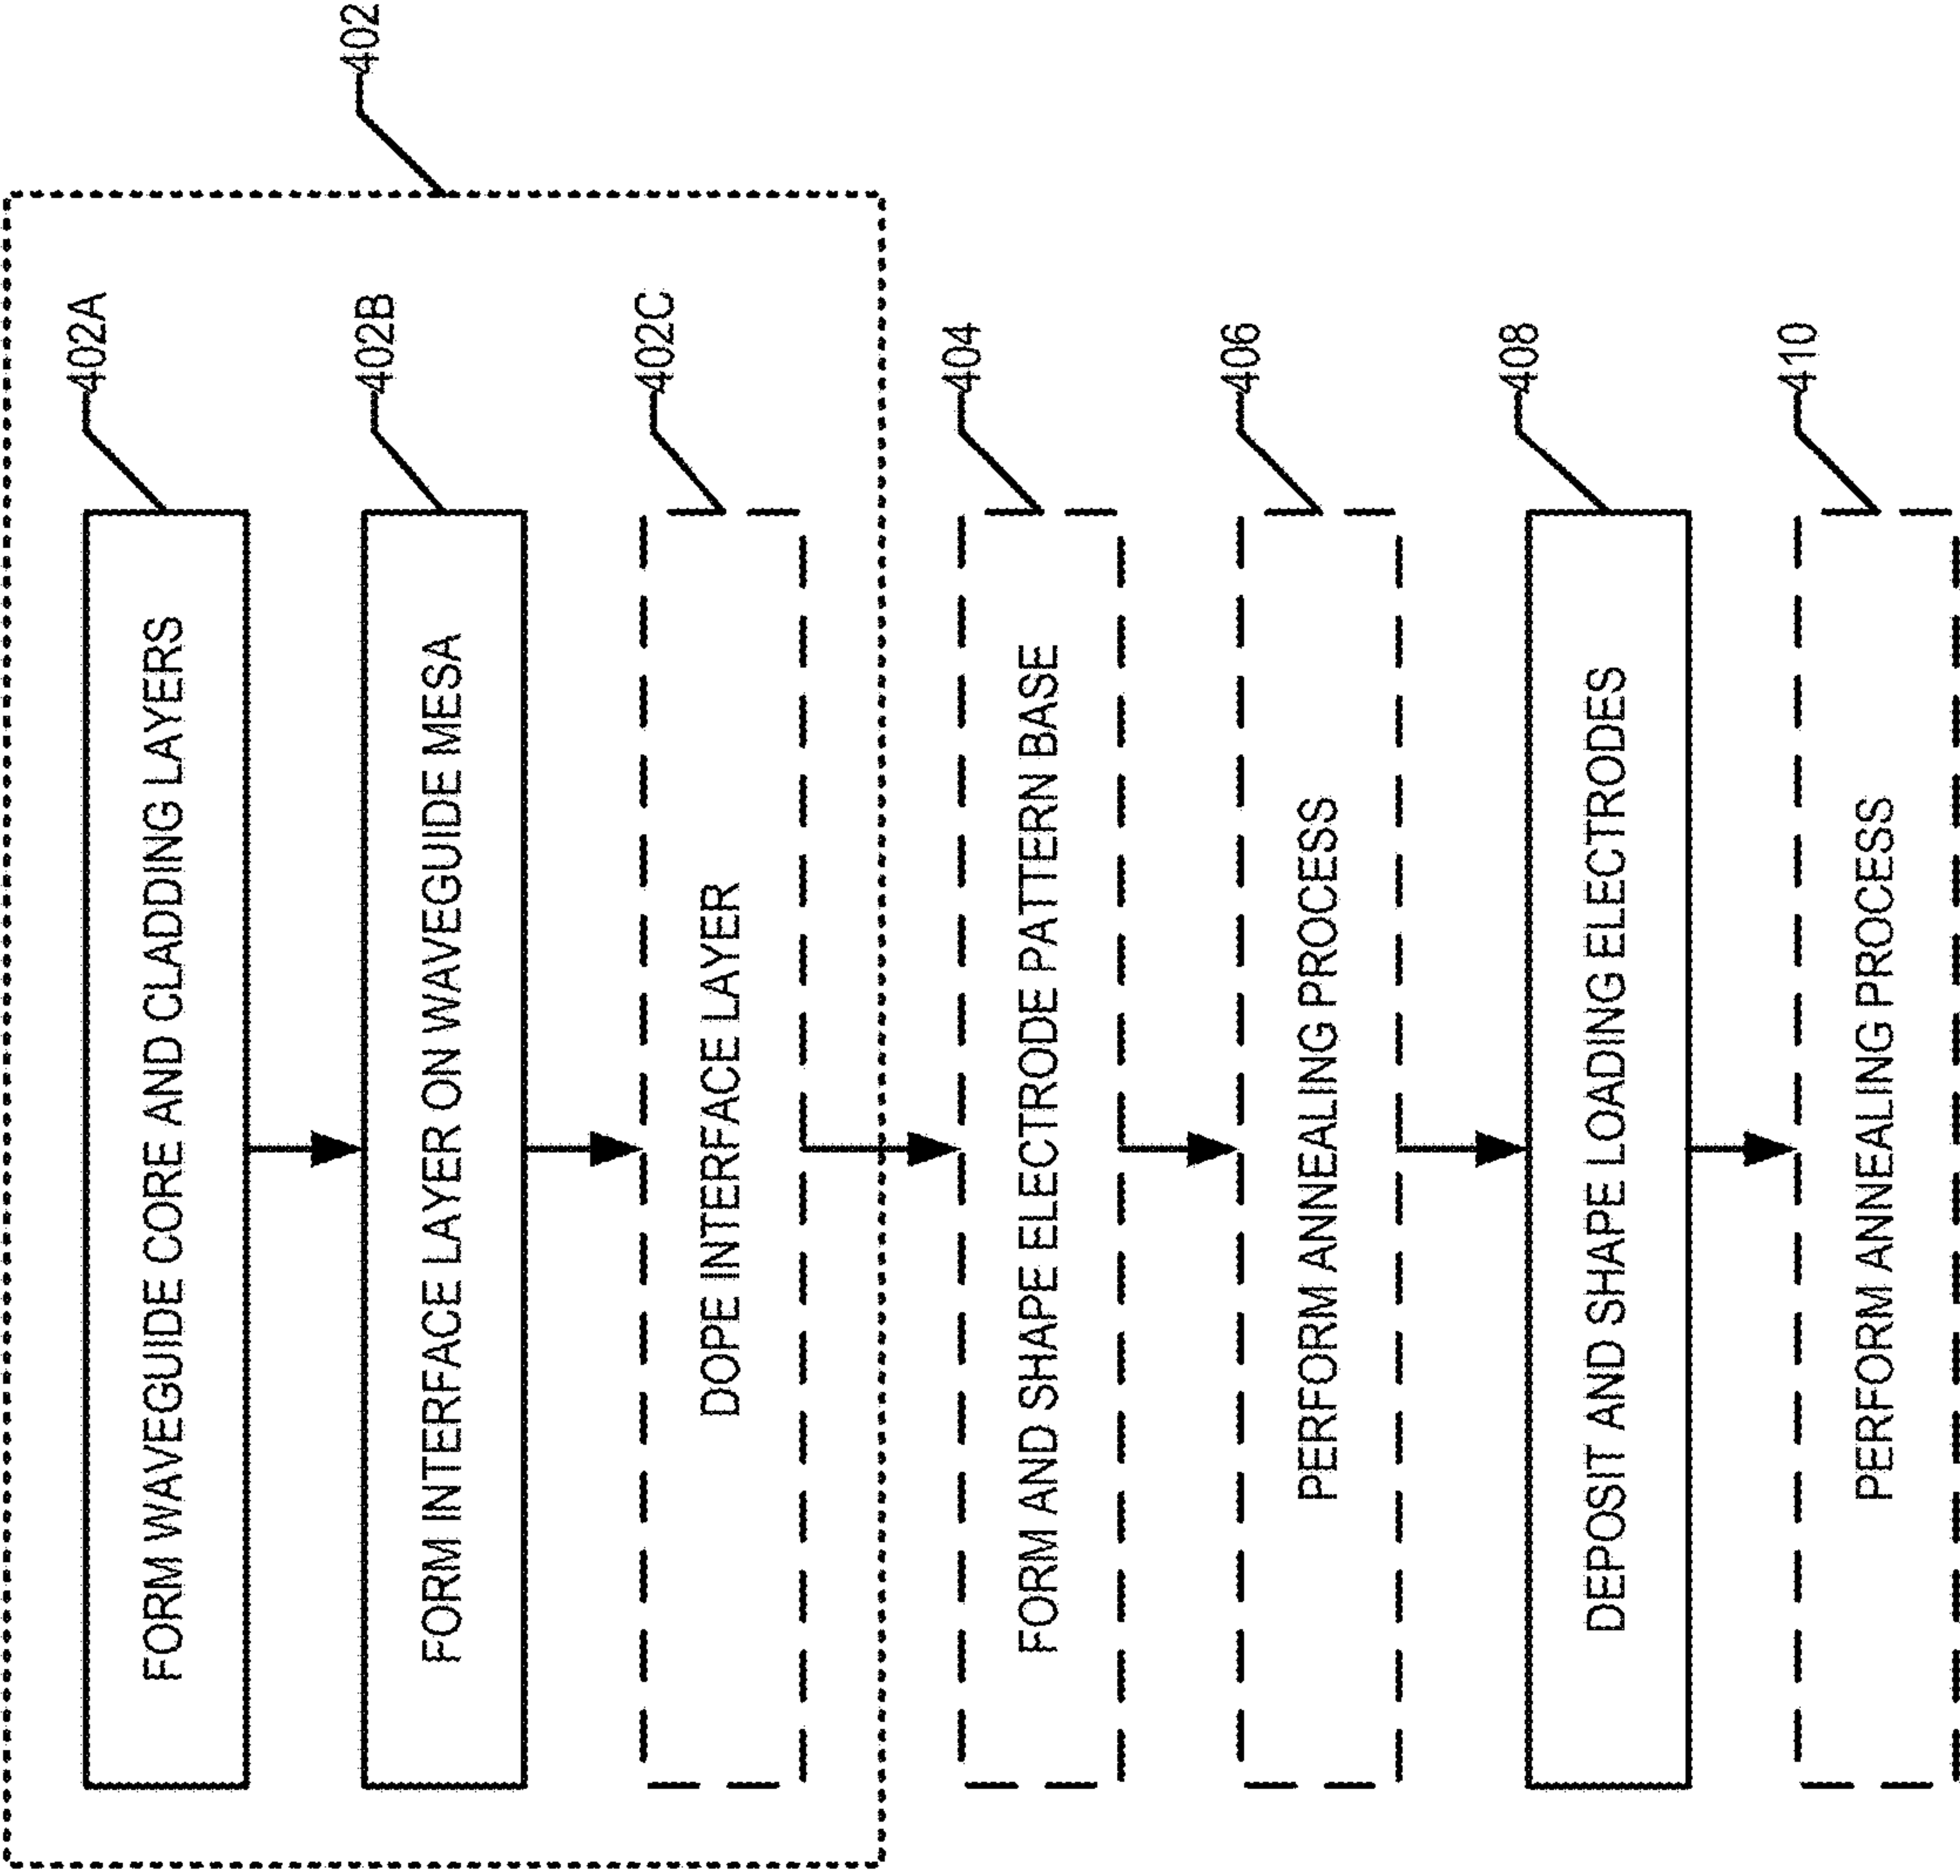 402
402A
FORM WAVEGUIDE CORE AND CLADDING LAYERS
402B
FORM INTERFACE LAYER ON WAVEGUIDE MESA
402C
DOPE INTERFACE LAYER
404
FORM AND SHAPE ELECTRODE PATTERN BASE
406
PERFORM ANNEALING PROCESS
408
DEPOSIT AND SHAPE LOADING ELECTRODES
410
PERFORM ANNEALING PROCESS